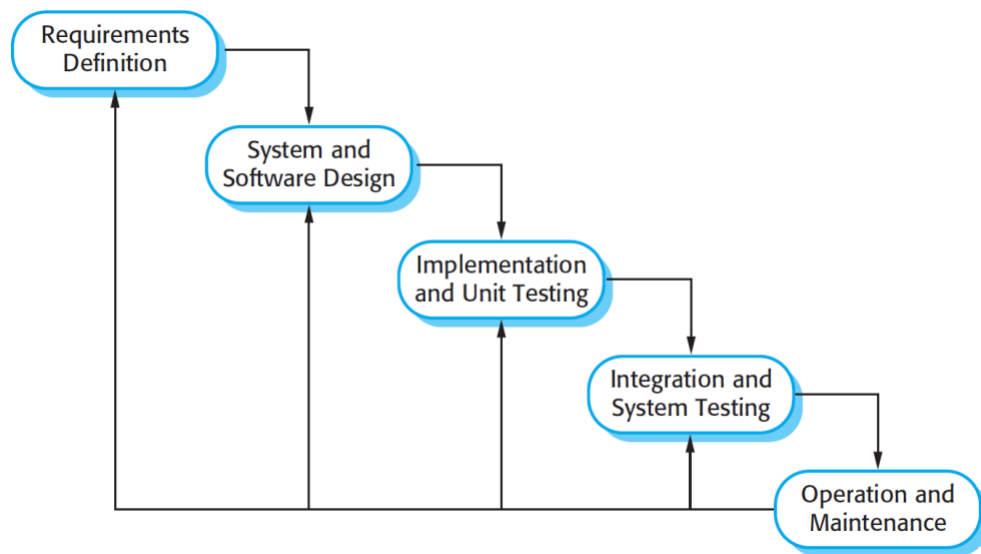 Requirements
Definition
System and
Software Design
Implementation
and Unit Testing
Integration and
System Testing
Operation and
Maintenance